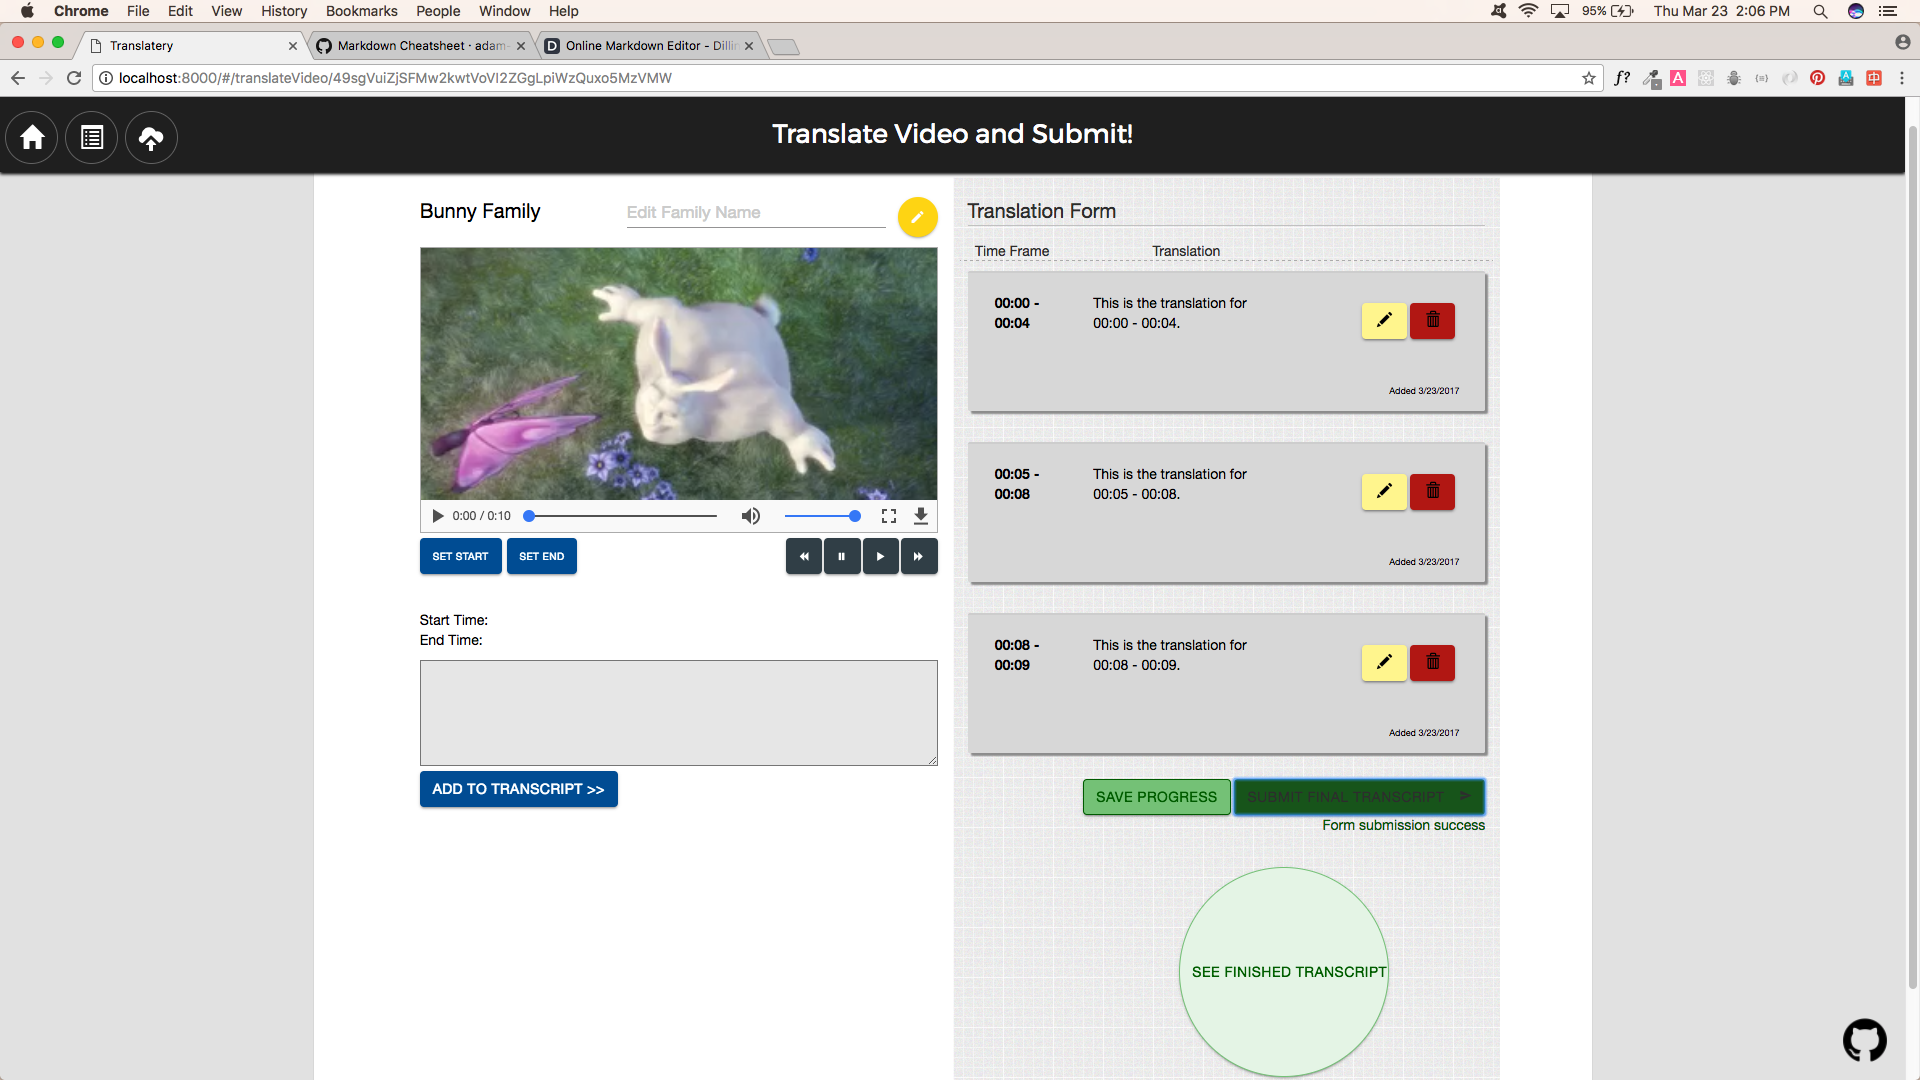 Chrome File Edit View History Bookmarks People Window Help 95% Thu Mar 23 2:06 PM
Translatery Markdown Cheatsheet · adam- Online Markdown Editor - Dillin
localhost:8000/#/translateVideo/49sgVuiZjSFMw2kwtVoVI2ZGgLpiWzQuxo5MzVMW
Translate Video and Submit!
Bunny Family Edit Family Name
0:00 / 0:10
SET START SET END
Start Time:
End Time:
ADD TO TRANSCRIPT >>
Translation Form
Time Frame Translation
00:00 - This is the translation for
00:04 00:00 - 00:04.
Added 3/23/2017
00:05 - This is the translation for
00:08 00:05 - 00:08.
Added 3/23/2017
00:08 - This is the translation for
00:09 00:08 - 00:09.
Added 3/23/2017
SAVE PROGRESS SUBMIT FINAL TRANSCRIPT
Form submission success
SEE FINISHED TRANSCRIPT